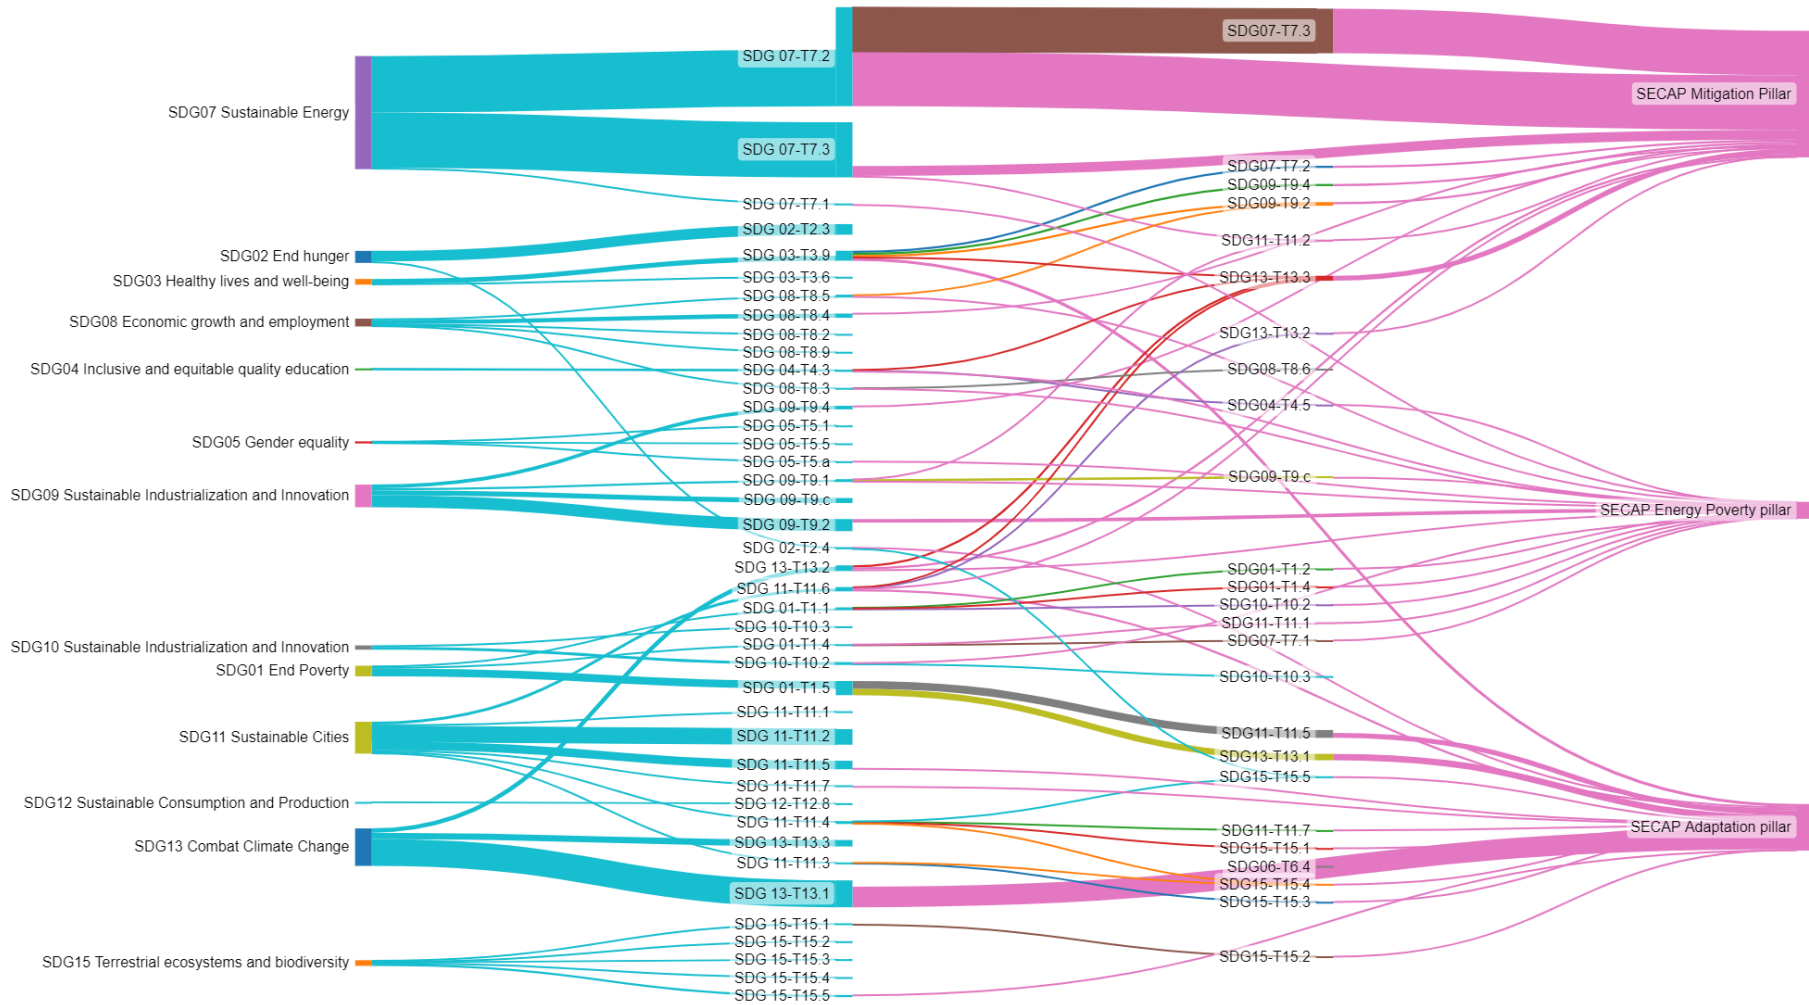 SDG07 Sustainable Energy
SDG02 End hunger
SDG03 Healthy lives and well-being
SDG08 Economic growth and employment
SDG04 Inclusive and equitable quality education
SDG05 Gender equality
SDG09 Sustainable Industrialization and Innovation
SDG10 Sustainable Industrialization and Innovation
SDG01 End Poverty
SDG11 Sustainable Cities
SDG12 Sustainable Consumption and Production
SDG13 Combat Climate Change
SDG15 Terrestrial ecosystems and biodiversity
SDG 07-T7.2
SDG 07-T7.3
SDG 07-T7.1
SDG 02-T2.3
SDG 03-T3.9
SDG 03-T3.6
SDG 08-T8.5
SDG 08-T8.4
SDG 08-T8.2
SDG 08-T8.9
SDG 04-T4.3
SDG 08-T8.3
SDG 09-T9.4
SDG 05-T5.1
SDG 05-T5.5
SDG 05-T5.a
SDG 09-T9.1
SDG 09-T9.c
SDG 09-T9.2
SDG 02-T2.4
SDG 13-T13.2
SDG 11-T11.6
SDG 01-T1.1
SDG 10-T10.3
SDG 01-T1.4
SDG 10-T10.2
SDG 01-T1.5
SDG 11-T11.1
SDG 11-T11.2
SDG 11-T11.5
SDG 11-T11.7
SDG 12-T12.8
SDG 11-T11.4
SDG 13-T13.3
SDG 11-T11.3
SDG 13-T13.1
SDG 15-T15.1
SDG 15-T15.2
SDG 15-T15.3
SDG 15-T15.4
SDG 15-T15.5
SDG07-T7.3
SDG07-T7.2
SDG09-T9.4
SDG09-T9.2
SDG11-T11.2
SDG13-T13.3
SDG13-T13.2
SDG08-T8.6
SDG04-T4.5
SDG09-T9.c
SDG01-T1.2
SDG01-T1.4
SDG10-T10.2
SDG11-T11.1
SDG07-T7.1
SDG10-T10.3
SDG11-T11.5
SDG13-T13.1
SDG15-T15.5
SDG11-T11.7
SDG15-T15.1
SDG06-T6.4
SDG15-T15.4
SDG15-T15.3
SDG15-T15.2
SECAP Mitigation Pillar
SECAP Energy Poverty pillar
SECAP Adaptation pillar